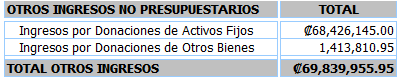 OTROS INGRESOS NO PRESUPUESTARIOS TOTAL
Ingresos por Donaciones de Activos Fijos ₡68,426,145.00
Ingresos por Donaciones de Otros Bienes 1,413,810.95
TOTAL OTROS INGRESOS ₡69,839,955.95